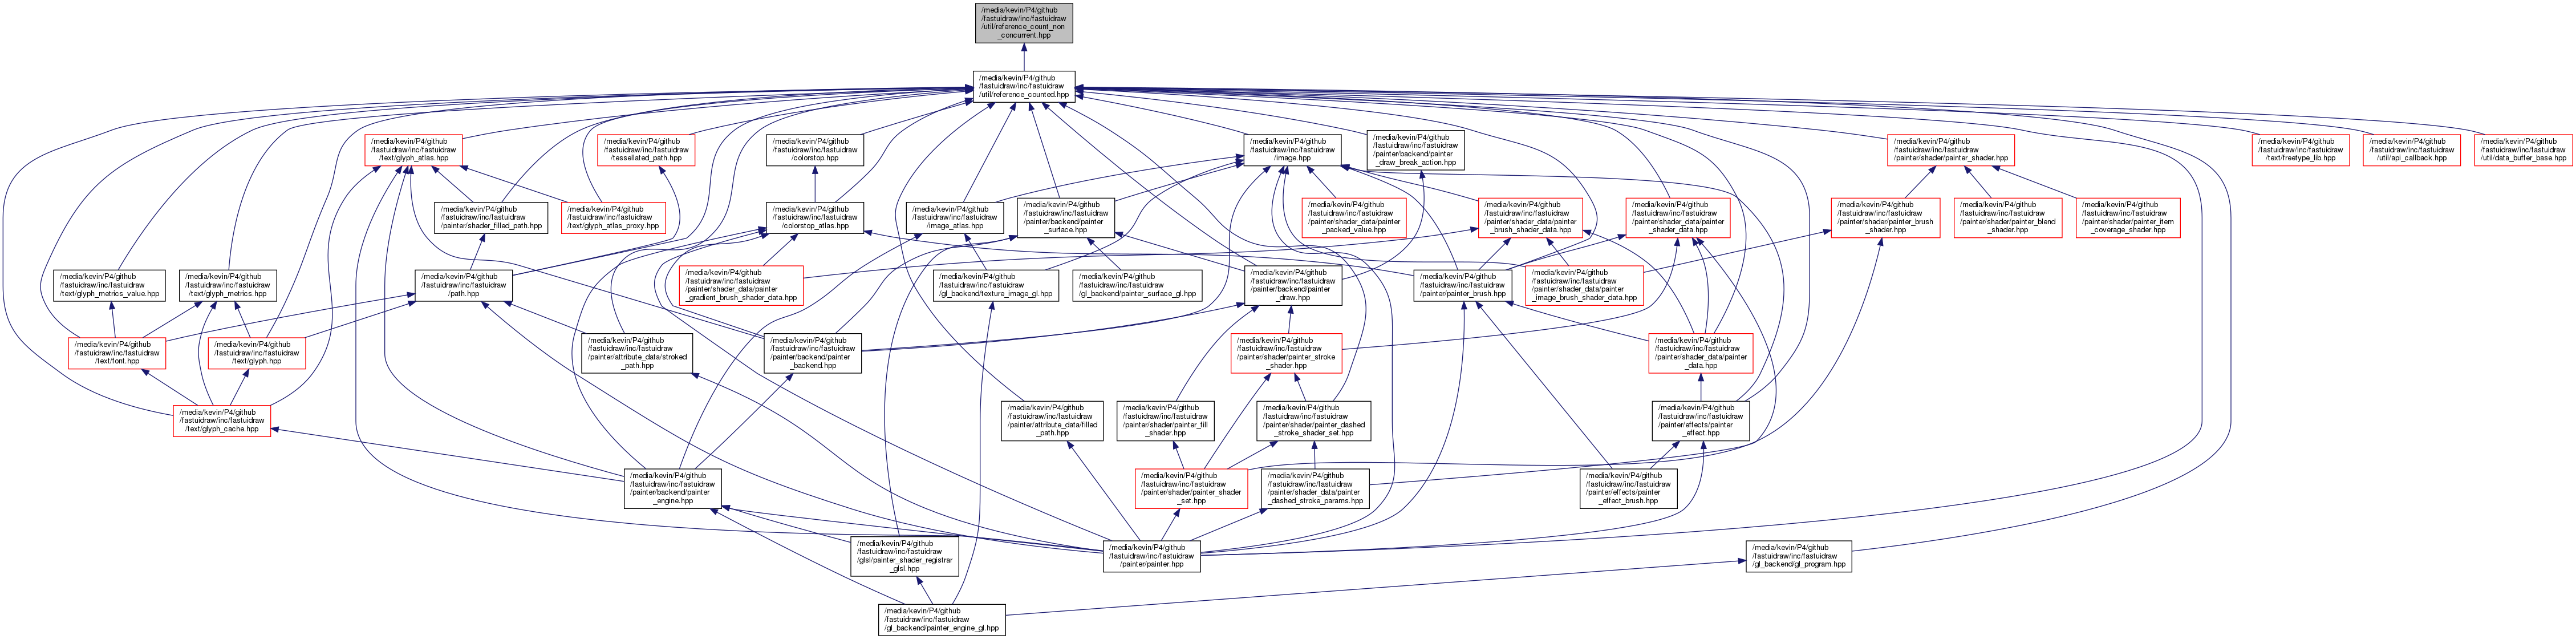 /media/kevin/P4/github
/fastuidraw/inc/fastuidraw
/util/reference_count_non
_concurrent.hpp
/media/kevin/P4/github
/fastuidraw/inc/fastuidraw
/util/reference_counted.hpp
/media/kevin/P4/github
/fastuidraw/inc/fastuidraw
/text/glyph_atlas.hpp
/media/kevin/P4/github
/fastuidraw/inc/fastuidraw
/tessellated_path.hpp
/media/kevin/P4/github
/fastuidraw/inc/fastuidraw
/colorstop.hpp
/media/kevin/P4/github
/fastuidraw/inc/fastuidraw
/image.hpp
/media/kevin/P4/github
/fastuidraw/inc/fastuidraw
/painter/backend/painter
_draw_break_action.hpp
/media/kevin/P4/github
/fastuidraw/inc/fastuidraw
/painter/shader/painter_shader.hpp
/media/kevin/P4/github
/fastuidraw/inc/fastuidraw
/text/freetype_lib.hpp
/media/kevin/P4/github
/fastuidraw/inc/fastuidraw
/util/api_callback.hpp
/media/kevin/P4/github
/fastuidraw/inc/fastuidraw
/util/data_buffer_base.hpp
/media/kevin/P4/github
/fastuidraw/inc/fastuidraw
/painter/shader_filled_path.hpp
/media/kevin/P4/github
/fastuidraw/inc/fastuidraw
/text/glyph_atlas_proxy.hpp
/media/kevin/P4/github
/fastuidraw/inc/fastuidraw
/colorstop_atlas.hpp
/media/kevin/P4/github
/fastuidraw/inc/fastuidraw
/image_atlas.hpp
/media/kevin/P4/github
/fastuidraw/inc/fastuidraw
/painter/backend/painter
_surface.hpp
/media/kevin/P4/github
/fastuidraw/inc/fastuidraw
/painter/shader_data/painter
_packed_value.hpp
/media/kevin/P4/github
/fastuidraw/inc/fastuidraw
/painter/shader_data/painter
_brush_shader_data.hpp
/media/kevin/P4/github
/fastuidraw/inc/fastuidraw
/painter/shader_data/painter
_shader_data.hpp
/media/kevin/P4/github
/fastuidraw/inc/fastuidraw
/painter/shader/painter_brush
_shader.hpp
/media/kevin/P4/github
/fastuidraw/inc/fastuidraw
/painter/shader/painter_blend
_shader.hpp
/media/kevin/P4/github
/fastuidraw/inc/fastuidraw
/painter/shader/painter_item
_coverage_shader.hpp
/media/kevin/P4/github
/fastuidraw/inc/fastuidraw
/text/glyph_metrics_value.hpp
/media/kevin/P4/github
/fastuidraw/inc/fastuidraw
/text/glyph_metrics.hpp
/media/kevin/P4/github
/fastuidraw/inc/fastuidraw
/path.hpp
/media/kevin/P4/github
/fastuidraw/inc/fastuidraw
/painter/shader_data/painter
_gradient_brush_shader_data.hpp
/media/kevin/P4/github
/fastuidraw/inc/fastuidraw
/gl_backend/texture_image_gl.hpp
/media/kevin/P4/github
/fastuidraw/inc/fastuidraw
/gl_backend/painter_surface_gl.hpp
/media/kevin/P4/github
/fastuidraw/inc/fastuidraw
/painter/backend/painter
_draw.hpp
/media/kevin/P4/github
/fastuidraw/inc/fastuidraw
/painter/painter_brush.hpp
/media/kevin/P4/github
/fastuidraw/inc/fastuidraw
/painter/shader_data/painter
_image_brush_shader_data.hpp
/media/kevin/P4/github
/fastuidraw/inc/fastuidraw
/text/font.hpp
/media/kevin/P4/github
/fastuidraw/inc/fastuidraw
/text/glyph.hpp
/media/kevin/P4/github
/fastuidraw/inc/fastuidraw
/painter/attribute_data/stroked
_path.hpp
/media/kevin/P4/github
/fastuidraw/inc/fastuidraw
/painter/backend/painter
_backend.hpp
/media/kevin/P4/github
/fastuidraw/inc/fastuidraw
/painter/shader/painter_stroke
_shader.hpp
/media/kevin/P4/github
/fastuidraw/inc/fastuidraw
/painter/shader_data/painter
_data.hpp
/media/kevin/P4/github
/fastuidraw/inc/fastuidraw
/text/glyph_cache.hpp
/media/kevin/P4/github
/fastuidraw/inc/fastuidraw
/painter/attribute_data/filled
_path.hpp
/media/kevin/P4/github
/fastuidraw/inc/fastuidraw
/painter/shader/painter_fill
_shader.hpp
/media/kevin/P4/github
/fastuidraw/inc/fastuidraw
/painter/shader/painter_dashed
_stroke_shader_set.hpp
/media/kevin/P4/github
/fastuidraw/inc/fastuidraw
/painter/effects/painter
_effect.hpp
/media/kevin/P4/github
/fastuidraw/inc/fastuidraw
/painter/backend/painter
_engine.hpp
/media/kevin/P4/github
/fastuidraw/inc/fastuidraw
/painter/shader/painter_shader
_set.hpp
/media/kevin/P4/github
/fastuidraw/inc/fastuidraw
/painter/shader_data/painter
_dashed_stroke_params.hpp
/media/kevin/P4/github
/fastuidraw/inc/fastuidraw
/painter/effects/painter
_effect_brush.hpp
/media/kevin/P4/github
/fastuidraw/inc/fastuidraw
/glsl/painter_shader_registrar
_glsl.hpp
/media/kevin/P4/github
/fastuidraw/inc/fastuidraw
/painter/painter.hpp
/media/kevin/P4/github
/fastuidraw/inc/fastuidraw
/gl_backend/gl_program.hpp
/media/kevin/P4/github
/fastuidraw/inc/fastuidraw
/gl_backend/painter_engine_gl.hpp